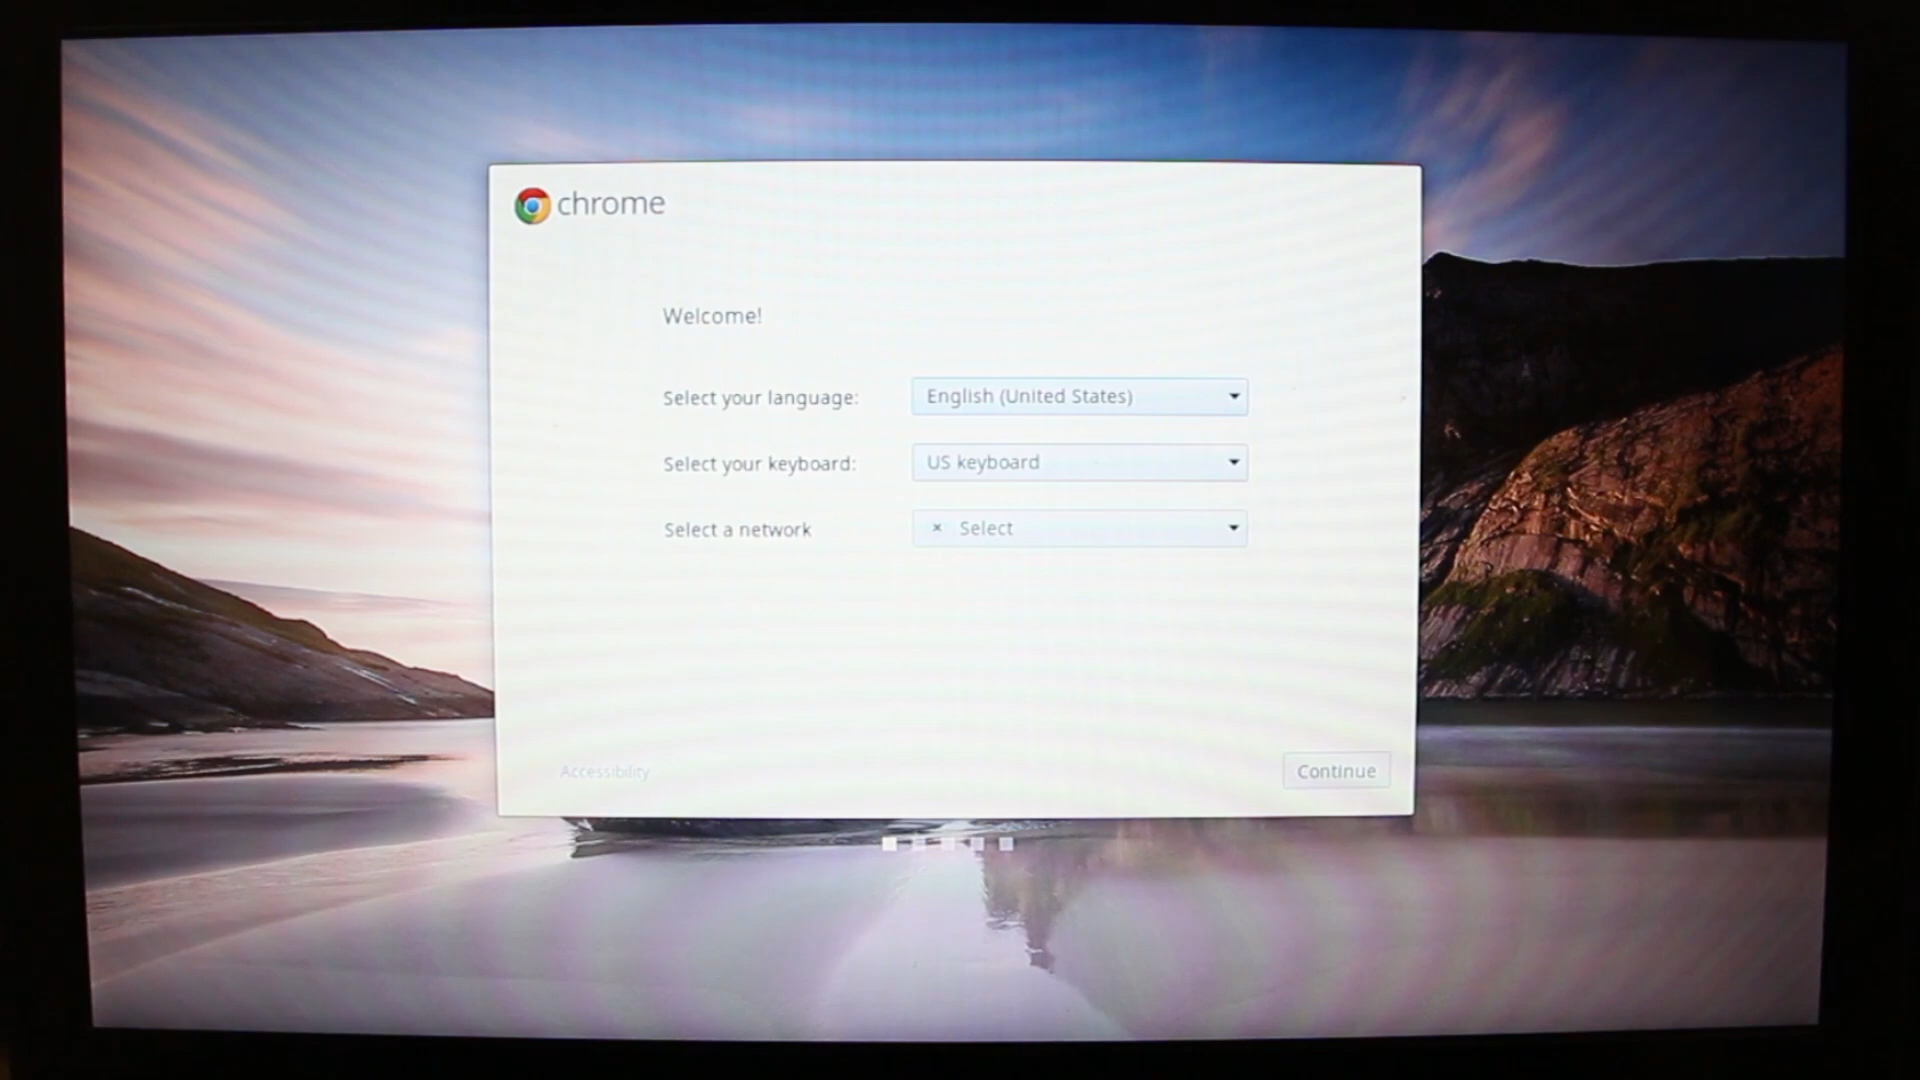 chrome
Welcome!
Select your language: English (United States)
Select your keyboard: US keyboard
Select a network × Select
Accessibility Continue